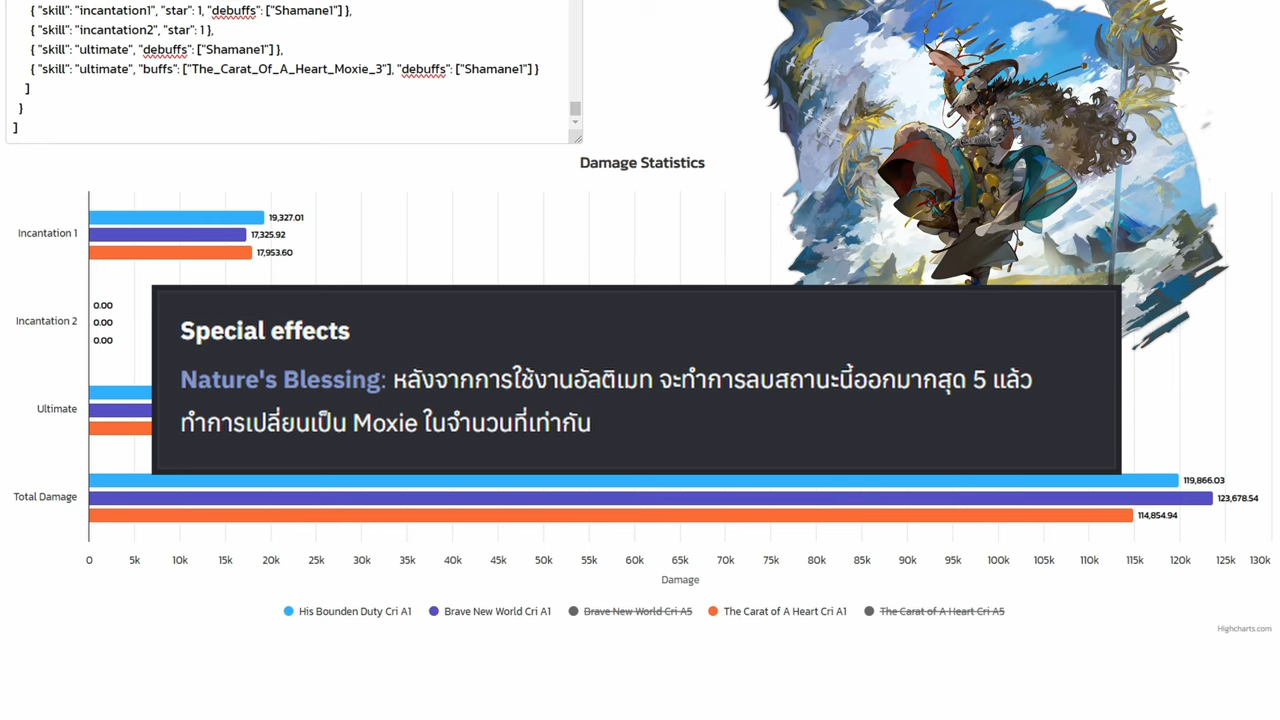 { "skill": "incantation1", "star": 1, "debuffs": ["Shamane1"] },
{ "skill": "incantation2", "star": 1 },
{ "skill": "ultimate", "debuffs": ["Shamane1"] },
{ "skill": "ultimate", "buffs": ["The_Carat_Of_A_Heart_Moxie_3"], "debuffs": ["Shamane1"] }
]
}
]
Damage Statistics
Incantation 1
19,327.01
17,325.92
17,953.60
Incantation 2
0.00
0.00
0.00
Special effects
Nature's Blessing: หลังจากการใช้งานอัลติเมท จะทำการลบสถานะนี้ออกมากสุด 5 แล้ว
ทำการเปลี่ยนเป็น Moxie ในจำนวนที่เท่ากัน
Ultimate
Total Damage
119,866.03
123,678.54
114,854.94
0 5k 10k 15k 20k 25k 30k 35k 40k 45k 50k 55k 60k 65k 70k 75k 80k 85k 90k 95k 100k 105k 110k 115k 120k 125k 130k
Damage
His Bounden Duty Cri A1 Brave New World Cri A1 Brave New World Cri A5 The Carat of A Heart Cri A1 The Carat of A Heart Cri A5
Highcharts.com